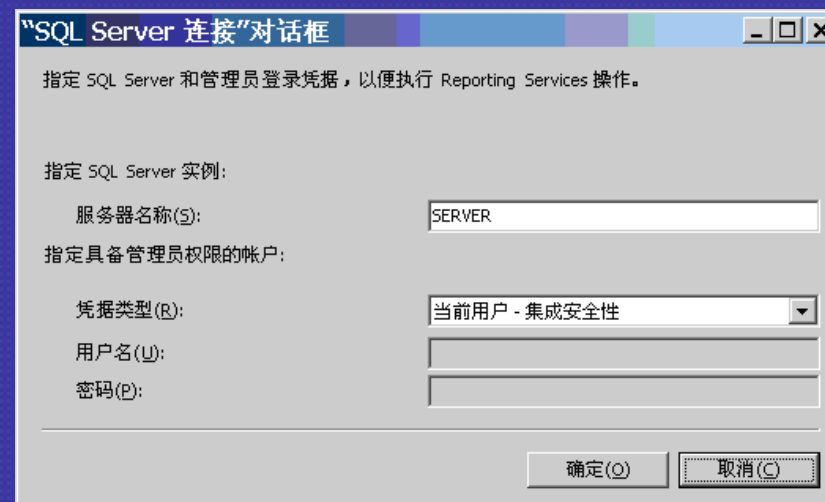 “SQL Server 连接”对话框
指定 SQL Server 和管理员登录凭据，以便执行 Reporting Services 操作。
指定 SQL Server 实例:
服务器名称(S):
SERVER
指定具备管理员权限的帐户:
凭据类型(R):
当前用户 - 集成安全性
用户名(U):
密码(P):
确定(O)
取消(C)